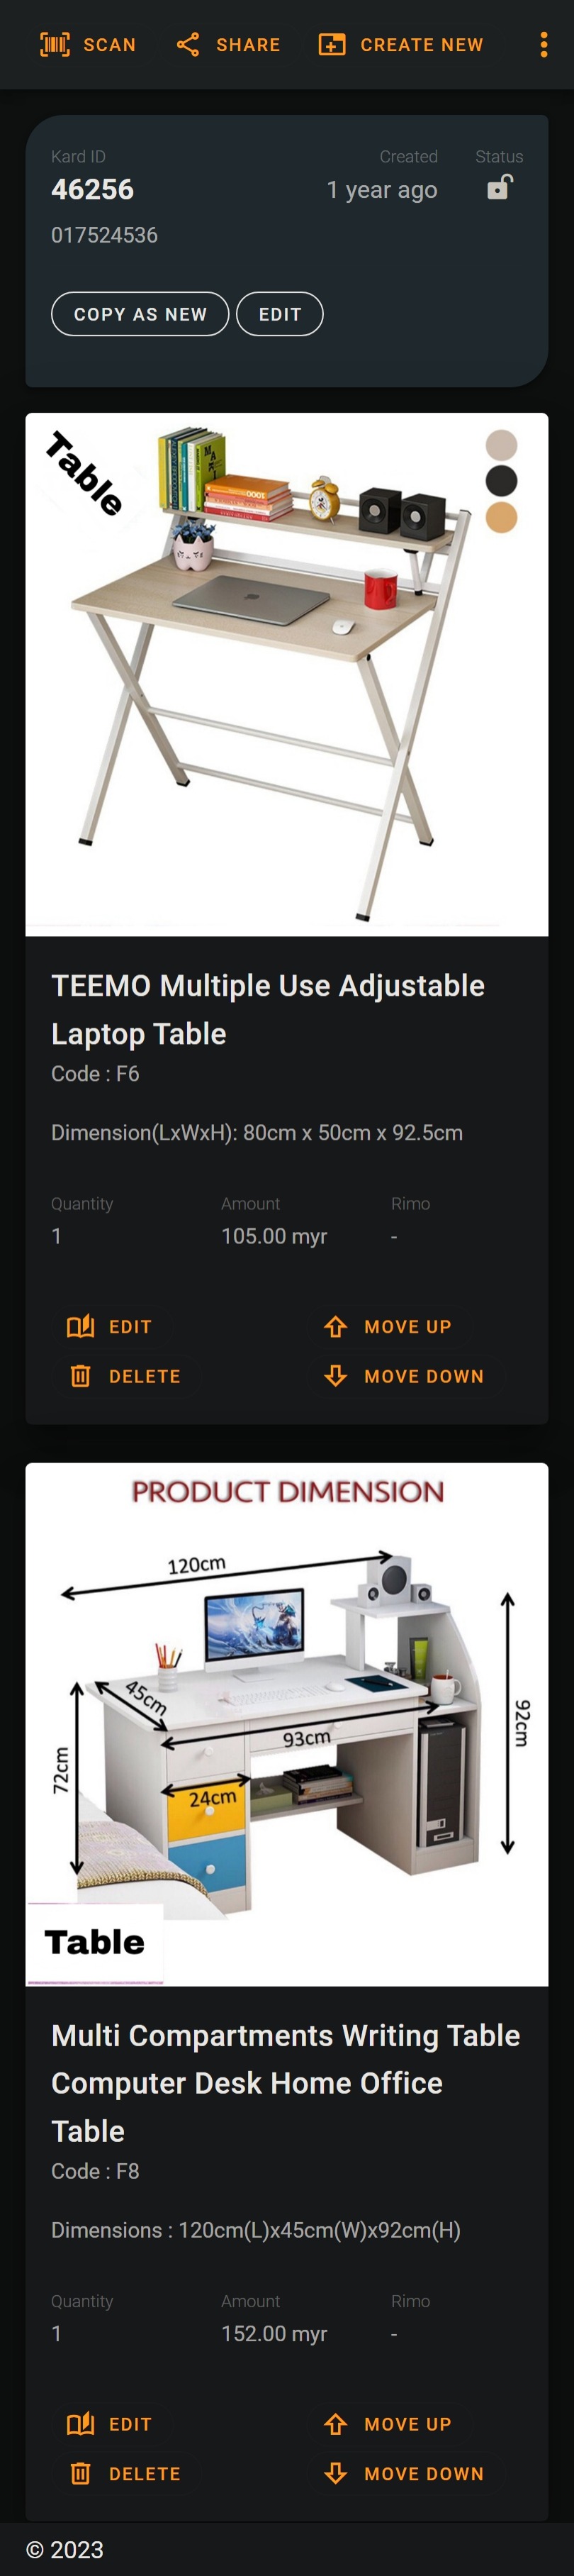 SCAN SHARE CREATE NEW
Kard ID Created Status
46256 1 year ago
017524536
COPY AS NEW EDIT
Table
TEEMO Multiple Use Adjustable
Laptop Table
Code : F6
Dimension(LxWxH): 80cm x 50cm x 92.5cm
Quantity Amount Rimo
1 105.00 myr -
EDIT MOVE UP
DELETE MOVE DOWN
PRODUCT DIMENSION
120cm
45cm
93cm
92cm
72cm
24cm
Table
Multi Compartments Writing Table
Computer Desk Home Office
Table
Code : F8
Dimensions : 120cm(L)x45cm(W)x92cm(H)
Quantity Amount Rimo
1 152.00 myr -
EDIT MOVE UP
DELETE MOVE DOWN
© 2023